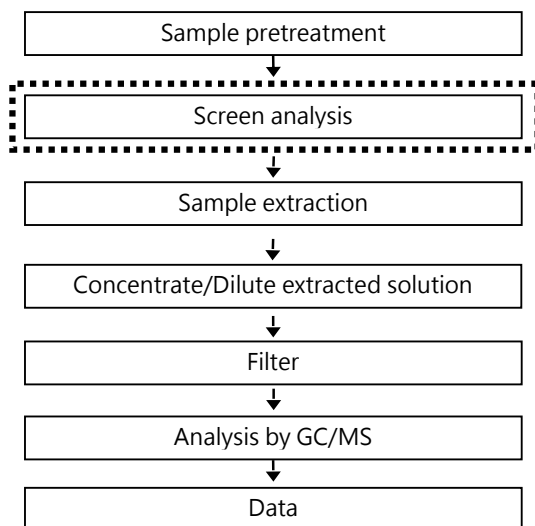 Sample pretreatment
Screen analysis
Sample extraction
Concentrate/Dilute extracted solution
Filter
Analysis by GC/MS
Data